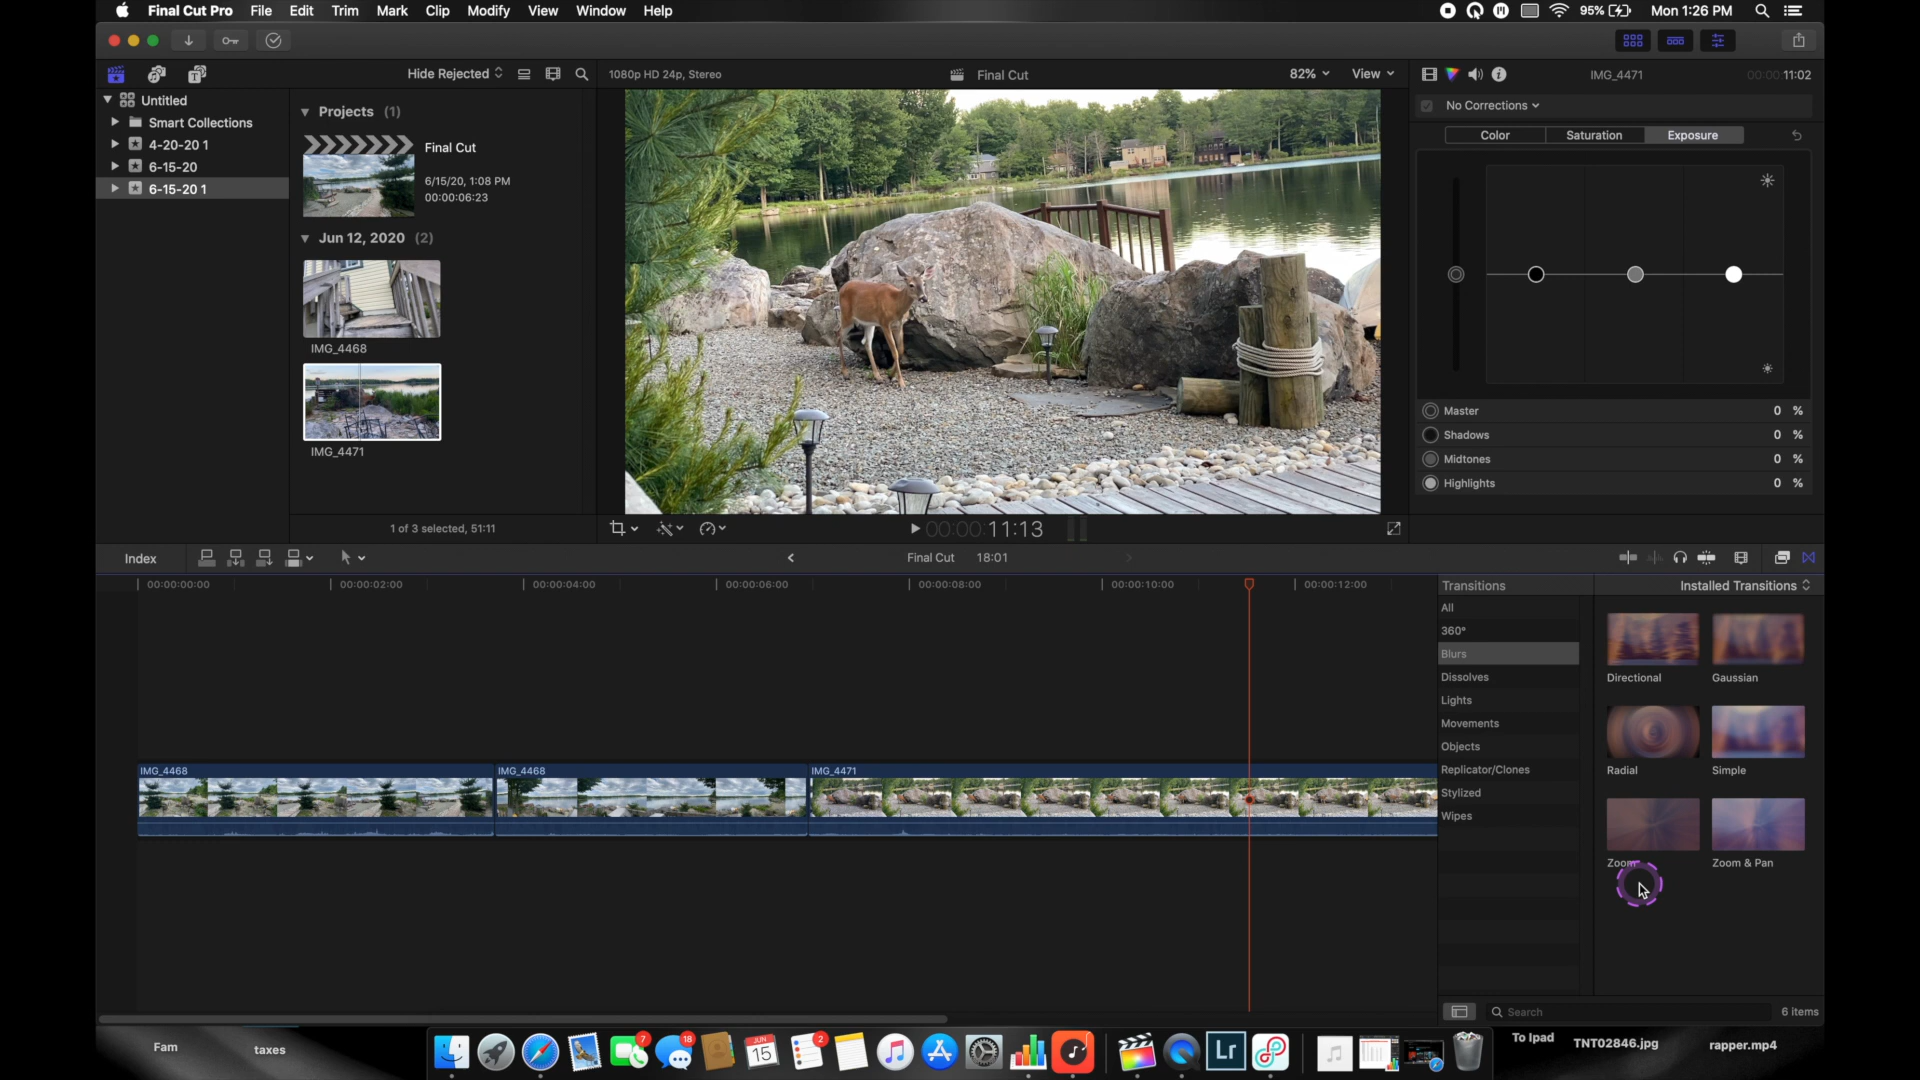 Final Cut Pro File Edit Trim Mark Clip Modify View Window Help
95% Mon 1:26 PM
Hide Rejected
1080p HD 24p, Stereo
Final Cut
82% View
IMG_4471
00:00 11:02
Untitled
Smart Collections
4-20-20 1
6-15-20
6-15-20 1
Projects (1)
Final Cut
6/15/20, 1:08 PM
00:00:06:23
Jun 12, 2020 (2)
IMG_4468
IMG_4471
1 of 3 selected, 51:11
No Corrections
Color Saturation Exposure
Master 0 %
Shadows 0 %
Midtones 0 %
Highlights 0 %
00:00:11:13
Index
Final Cut 18:01
00:00:00:00 00:00:02:00 00:00:04:00 00:00:06:00 00:00:08:00 00:00:10:00 00:00:12:00
IMG_4468 IMG_4468 IMG_4471
Transitions
Installed Transitions
All
360°
Blurs
Dissolves
Lights
Movements
Objects
Replicator/Clones
Stylized
Wipes
Directional Gaussian
Radial Simple
Zoom Zoom & Pan
Search
6 items
Fam
taxes
7
18
JUN
15
2
Lr
To Ipad
TNT02846.jpg
rapper.mp4